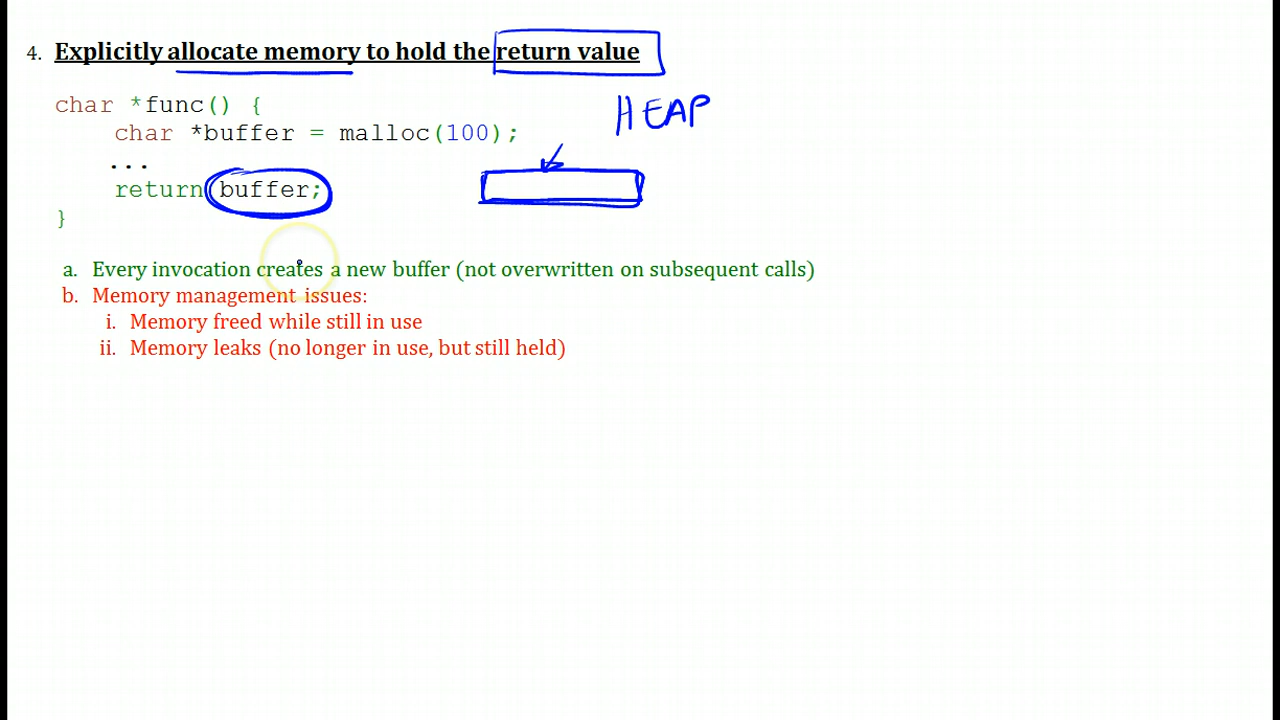 4. Explicitly allocate memory to hold the return value
char *func() {
HEAP
char *buffer = malloc(100);
...
return buffer;
}
a. Every invocation creates a new buffer (not overwritten on subsequent calls)
b. Memory management issues:
i. Memory freed while still in use
ii. Memory leaks (no longer in use, but still held)